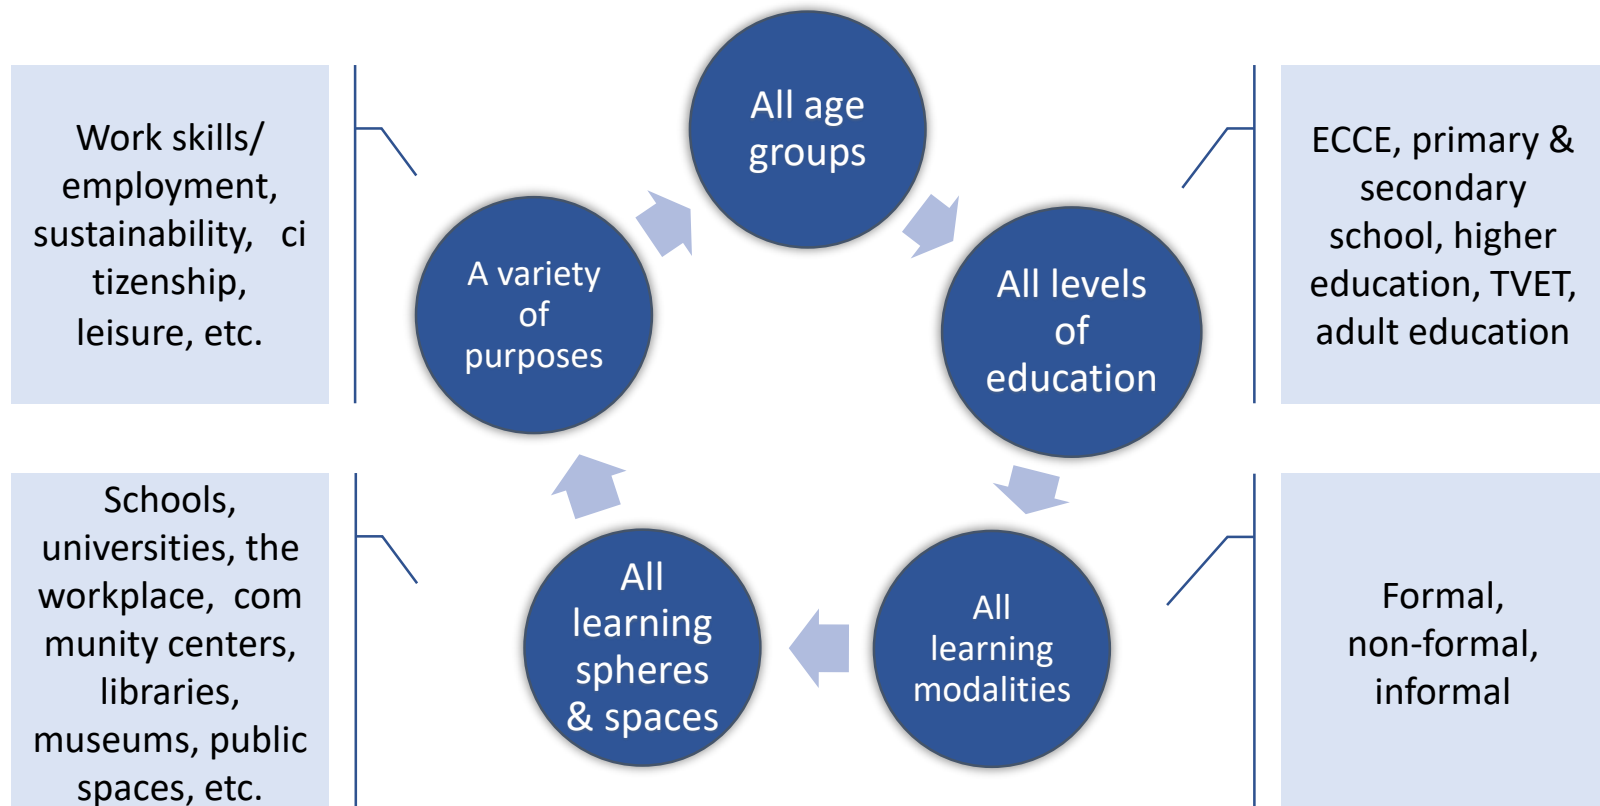 All age
groups
Work skills/
employment,
sustainability, ci
tizenship,
leisure, etc.
A variety
of
purposes
All levels
of
education
ECCE, primary &
secondary
school, higher
education, TVET,
adult education
Schools,
universities, the
workplace, com
munity centers,
libraries,
museums, public
spaces, etc.
All
learning
spheres
& spaces
All
learning
modalities
Formal,
non-formal,
informal